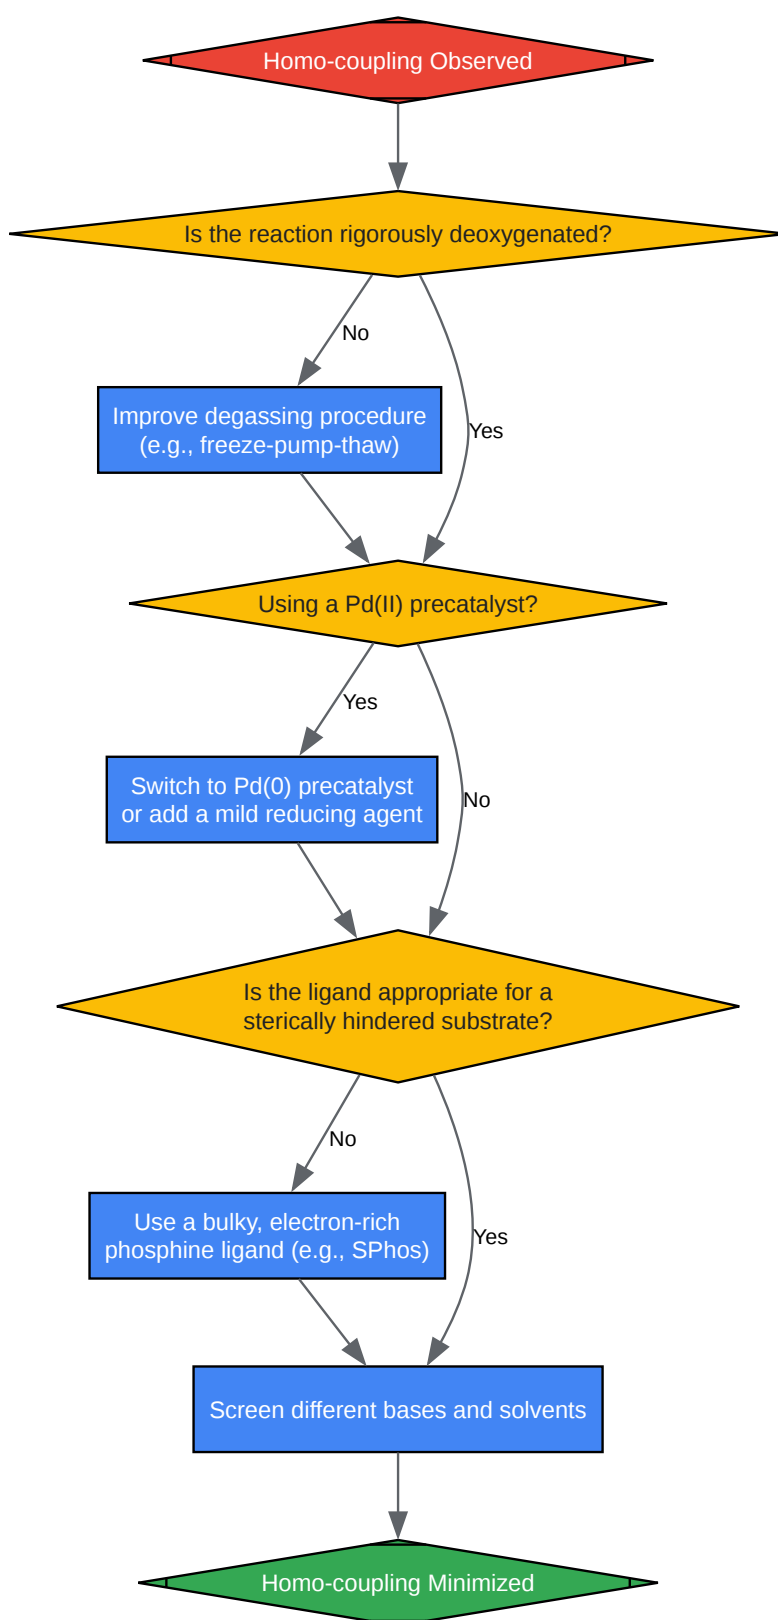 Homo-coupling Observed
Is the reaction rigorously deoxygenated?
No
Improve degassing procedure
(e.g., freeze-pump-thaw)
Yes
Using a Pd(II) precatalyst?
Yes
Switch to Pd(0) precatalyst
or add a mild reducing agent
No
Is the ligand appropriate for a
sterically hindered substrate?
No
Use a bulky, electron-rich
phosphine ligand (e.g., SPhos)
Yes
Screen different bases and solvents
Homo-coupling Minimized